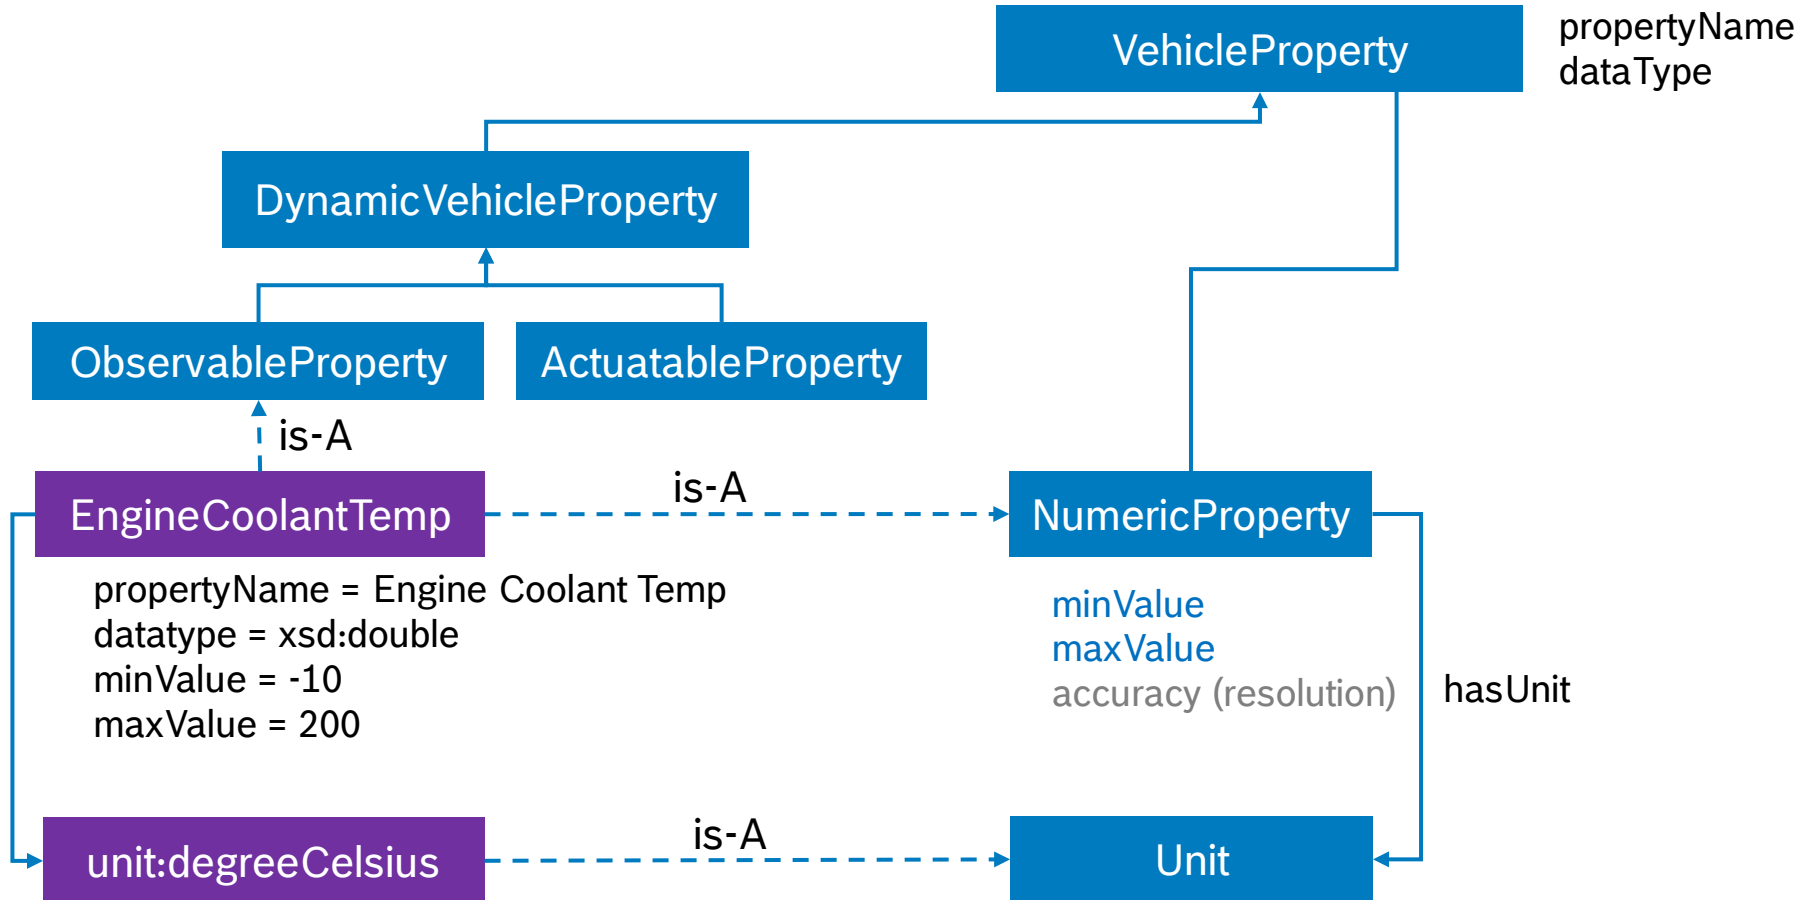 VehicleProperty
propertyName
dataType
DynamicVehicleProperty
ObservableProperty
ActuatableProperty
is-A
EngineCoolantTemp
is-A
NumericProperty
propertyName = Engine Coolant Temp
datatype = xsd:double
minValue = -10
maxValue = 200
minValue
maxValue
accuracy (resolution)
hasUnit
unit:degreeCelsius
is-A
Unit